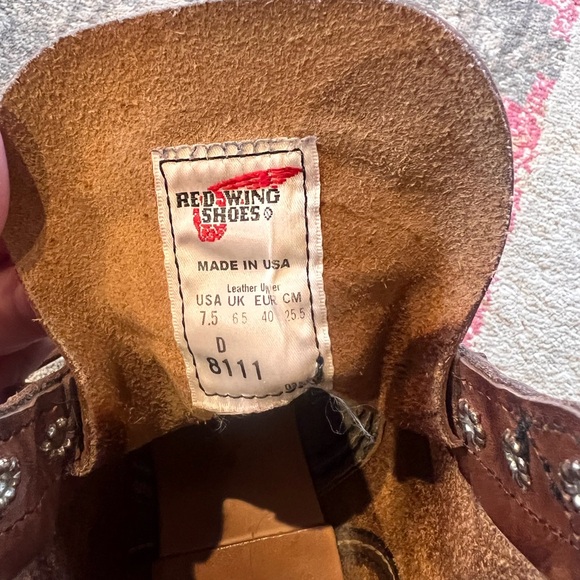 RED WING
SHOES
MADE IN USA
Leather
USA UK EUR CM
7.5 6.5 40 25.5
D
8111